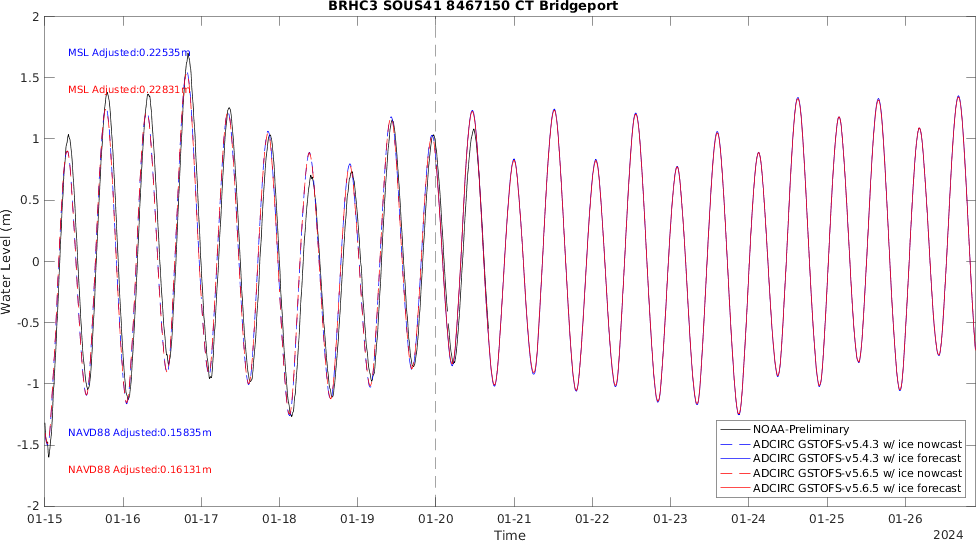 BRHC3 SOUS41 8467150 CT Bridgeport
2
1.5
1
0.5
0
-0.5
-1
-1.5
-2
Water Level (m)
MSL Adjusted:0.22535m
MSL Adjusted:0.22831m
NAVD88 Adjusted:0.15835m
NAVD88 Adjusted:0.16131m
NOAA-Preliminary
ADCIRC GSTOFS-v5.4.3 w/ ice nowcast
ADCIRC GSTOFS-v5.4.3 w/ ice forecast
ADCIRC GSTOFS-v5.6.5 w/ ice nowcast
ADCIRC GSTOFS-v5.6.5 w/ ice forecast
01-15 01-16 01-17 01-18 01-19 01-20 01-21 01-22 01-23 01-24 01-25 01-26
Time
2024